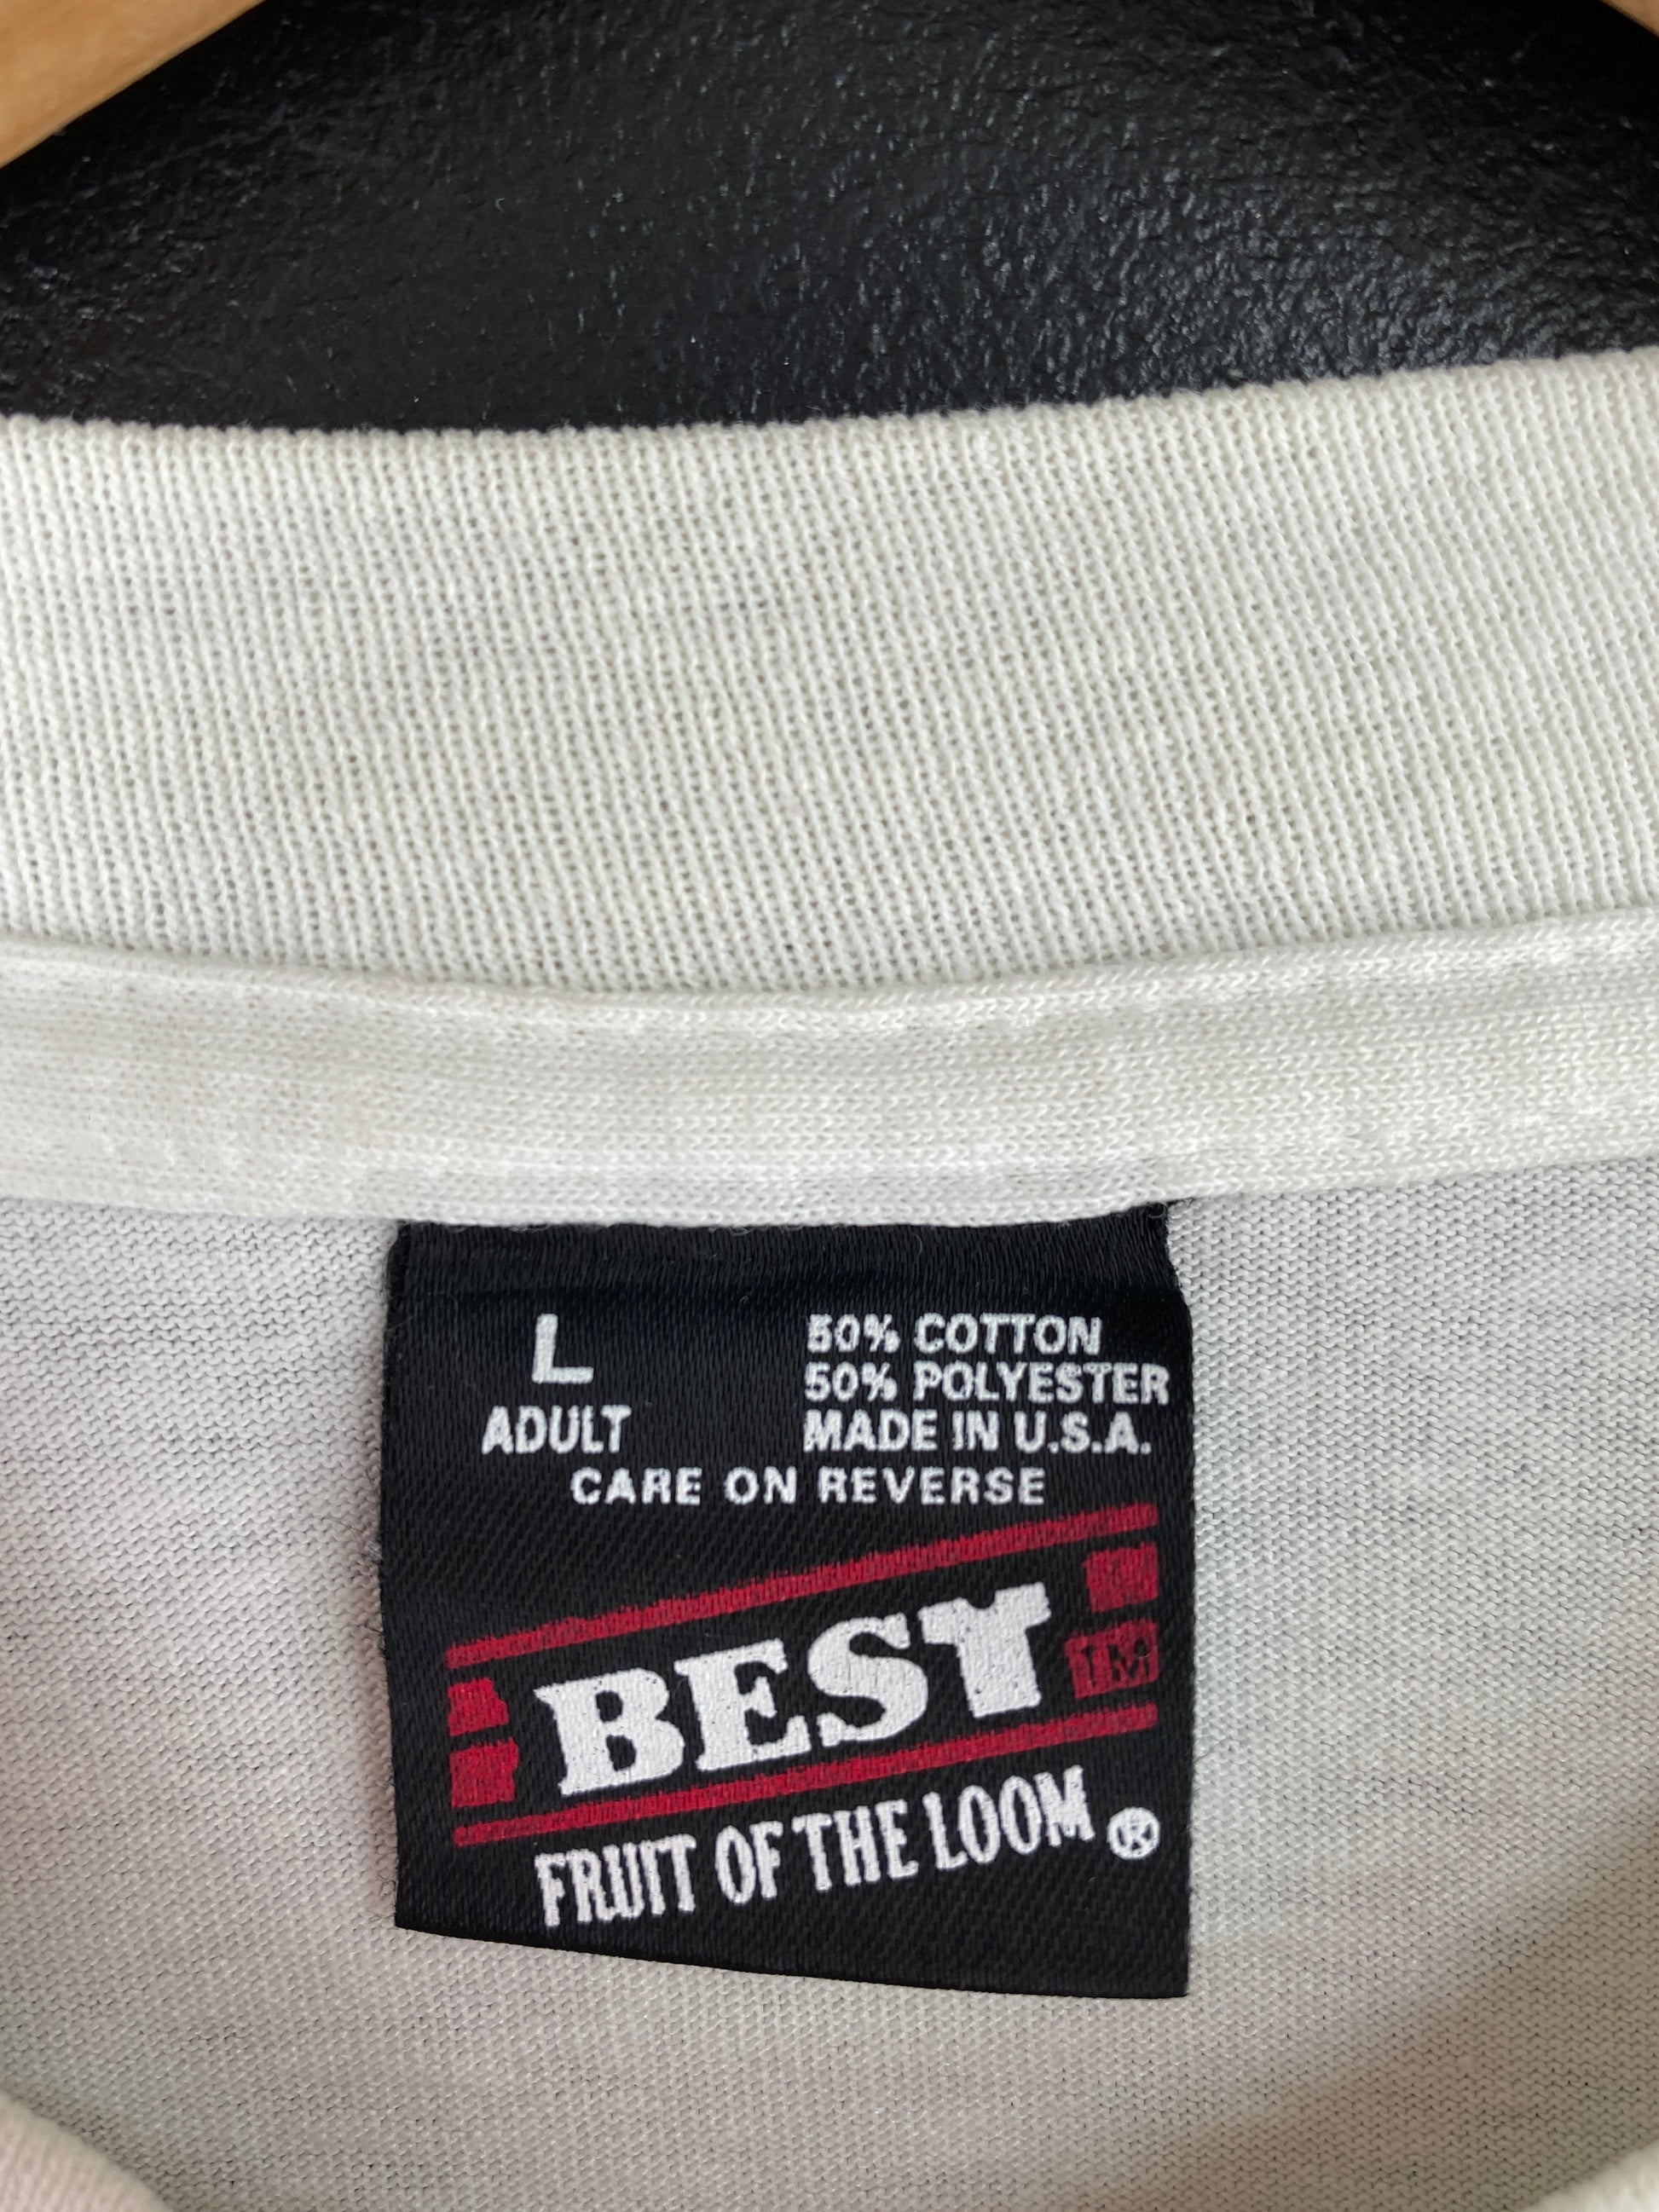 L
ADULT
50% COTTON
50% POLYESTER
MADE IN U.S.A.
CARE ON REVERSE
BEST
TM
FRUIT OF THE LOOM ®